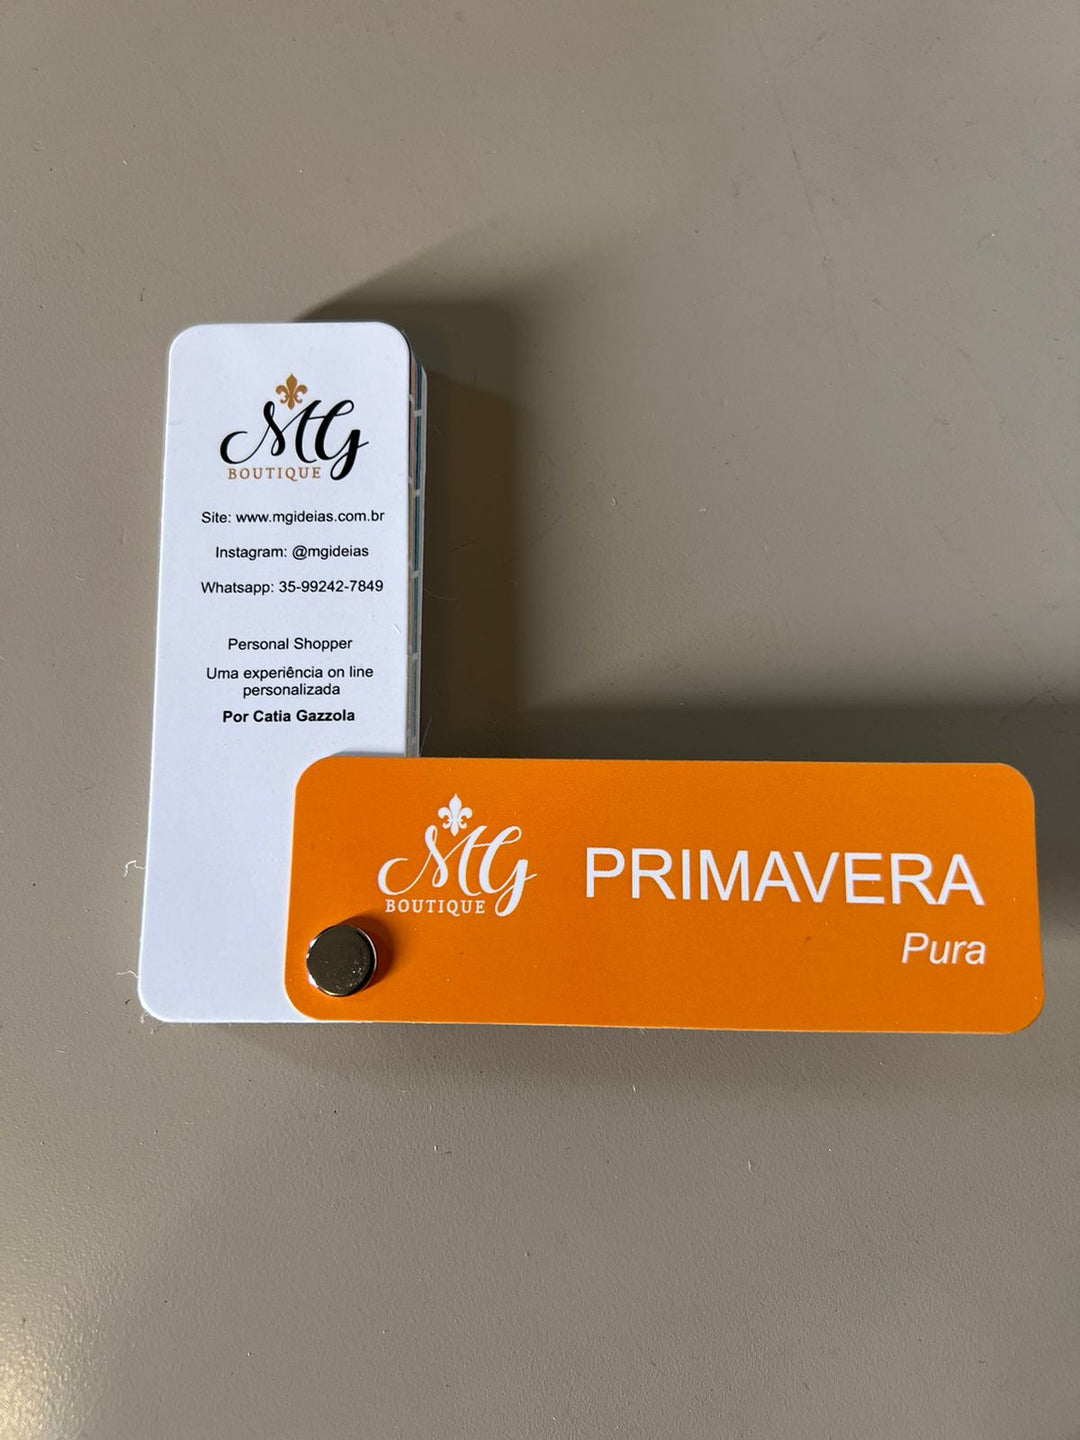 MG
BOUTIQUE
Site: www.mgideias.com.br
Instagram: @mgideias
Whatsapp: 35-99242-7849
Personal Shopper
Uma experiência on line
personalizada
Por Catia Gazzola
MG
BOUTIQUE
PRIMAVERA
Pura